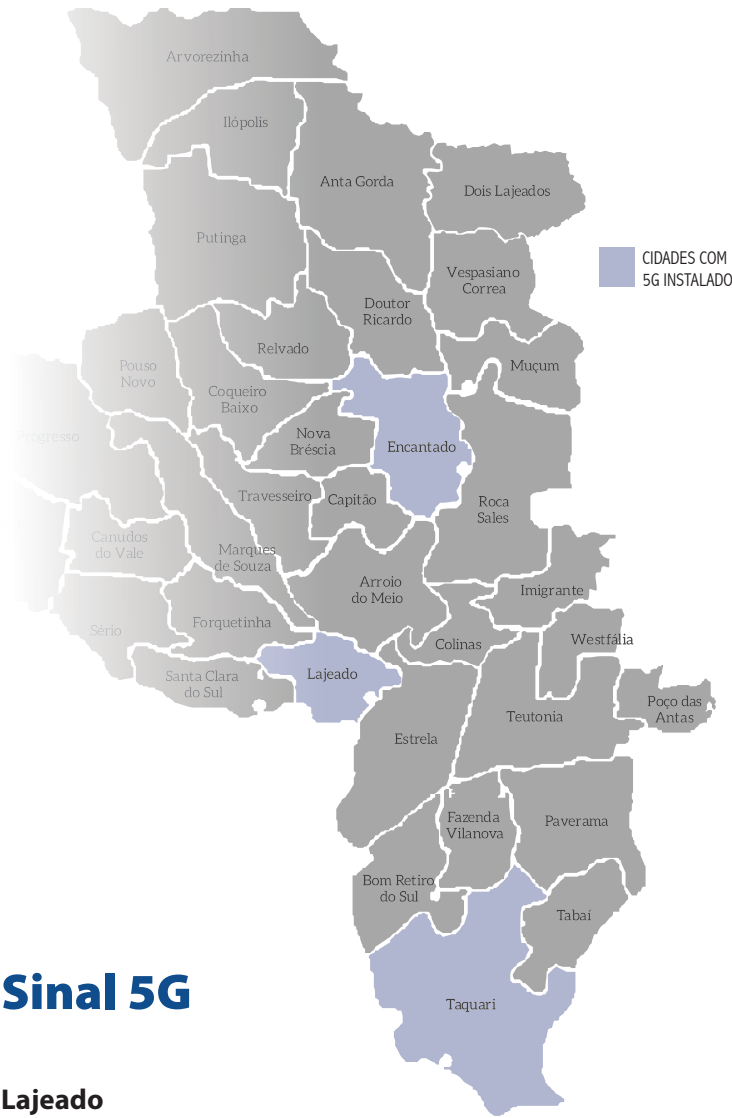 Arvorezinha
Ilópolis
Anta Gorda
Dois Lajeados
Putinga
CIDADES COM
5G INSTALADO
Vespasiano
Correa
Doutor
Ricardo
Relvado
Pouso
Novo
Muçum
Coqueiro
Baixo
Progresso
Nova
Bréscia
Encantado
Travesseiro
Capitão
Roca
Sales
Canudos
do Vale
Marques
de Souza
Arroio
do Meio
Imigrante
Sério
Forquetinha
Colinas
Westfália
Santa Clara
do Sul
Lajeado
Poço das
Antas
Teutonia
Estrela
Fazenda
Vilanova
Paverama
Bom Retiro
do Sul
Tabaí
Sinal 5G
Taquari
Lajeado